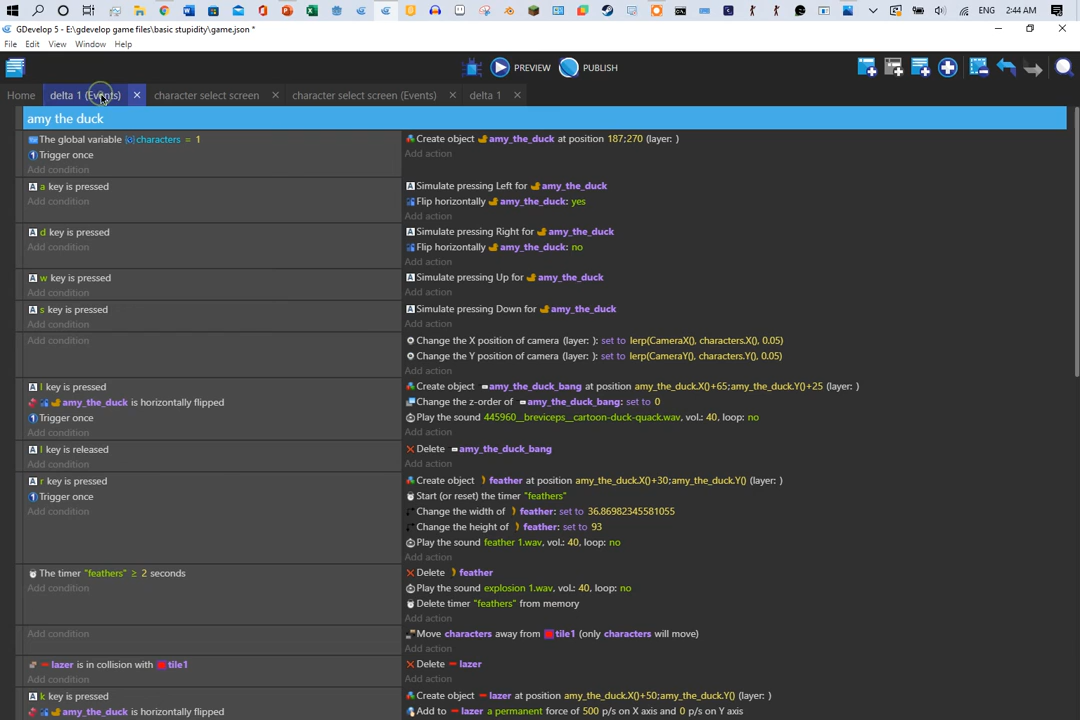 ENG 2:44 AM
GDevelop 5 - E:\gdevelop game files\basic stupidity\game.json *
File Edit View Window Help
PREVIEW PUBLISH
Home delta 1 (Events) character select screen character select screen (Events) delta 1
amy the duck
The global variable characters = 1 Create object amy_the_duck at position 187;270 (layer: )
Trigger once Add action
Add condition
a key is pressed Simulate pressing Left for amy_the_duck
Add condition Flip horizontally amy_the_duck: yes
Add action
d key is pressed Simulate pressing Right for amy_the_duck
Add condition Flip horizontally amy_the_duck: no
Add action
w key is pressed Simulate pressing Up for amy_the_duck
Add condition Add action
s key is pressed Simulate pressing Down for amy_the_duck
Add condition Add action
Add condition Change the X position of camera (layer: ): set to lerp(CameraX(), characters.X(), 0.05)
Change the Y position of camera (layer: ): set to lerp(CameraY(), characters.Y(), 0.05)
Add action
l key is pressed Create object amy_the_duck_bang at position amy_the_duck.X()+65;amy_the_duck.Y()+25 (layer: )
amy_the_duck is horizontally flipped Change the z-order of amy_the_duck_bang: set to 0
Trigger once Play the sound 445960__breviceps__cartoon-duck-quack.wav, vol.: 40, loop: no
Add condition Add action
l key is released Delete amy_the_duck_bang
Add condition Add action
r key is pressed Create object feather at position amy_the_duck.X()+30;amy_the_duck.Y() (layer: )
Trigger once Start (or reset) the timer "feathers"
Add condition Change the width of feather: set to 36.86982345581055
Change the height of feather: set to 93
Play the sound feather 1.wav, vol.: 40, loop: no
Add action
The timer "feathers" ≥ 2 seconds Delete feather
Add condition Play the sound explosion 1.wav, vol.: 40, loop: no
Delete timer "feathers" from memory
Add action
Add condition Move characters away from tile1 (only characters will move)
Add action
lazer is in collision with tile1 Delete lazer
Add condition Add action
k key is pressed Create object lazer at position amy_the_duck.X()+50;amy_the_duck.Y() (layer: )
amy_the_duck is horizontally flipped Add to lazer a permanent force of 500 p/s on X axis and 0 p/s on Y axis